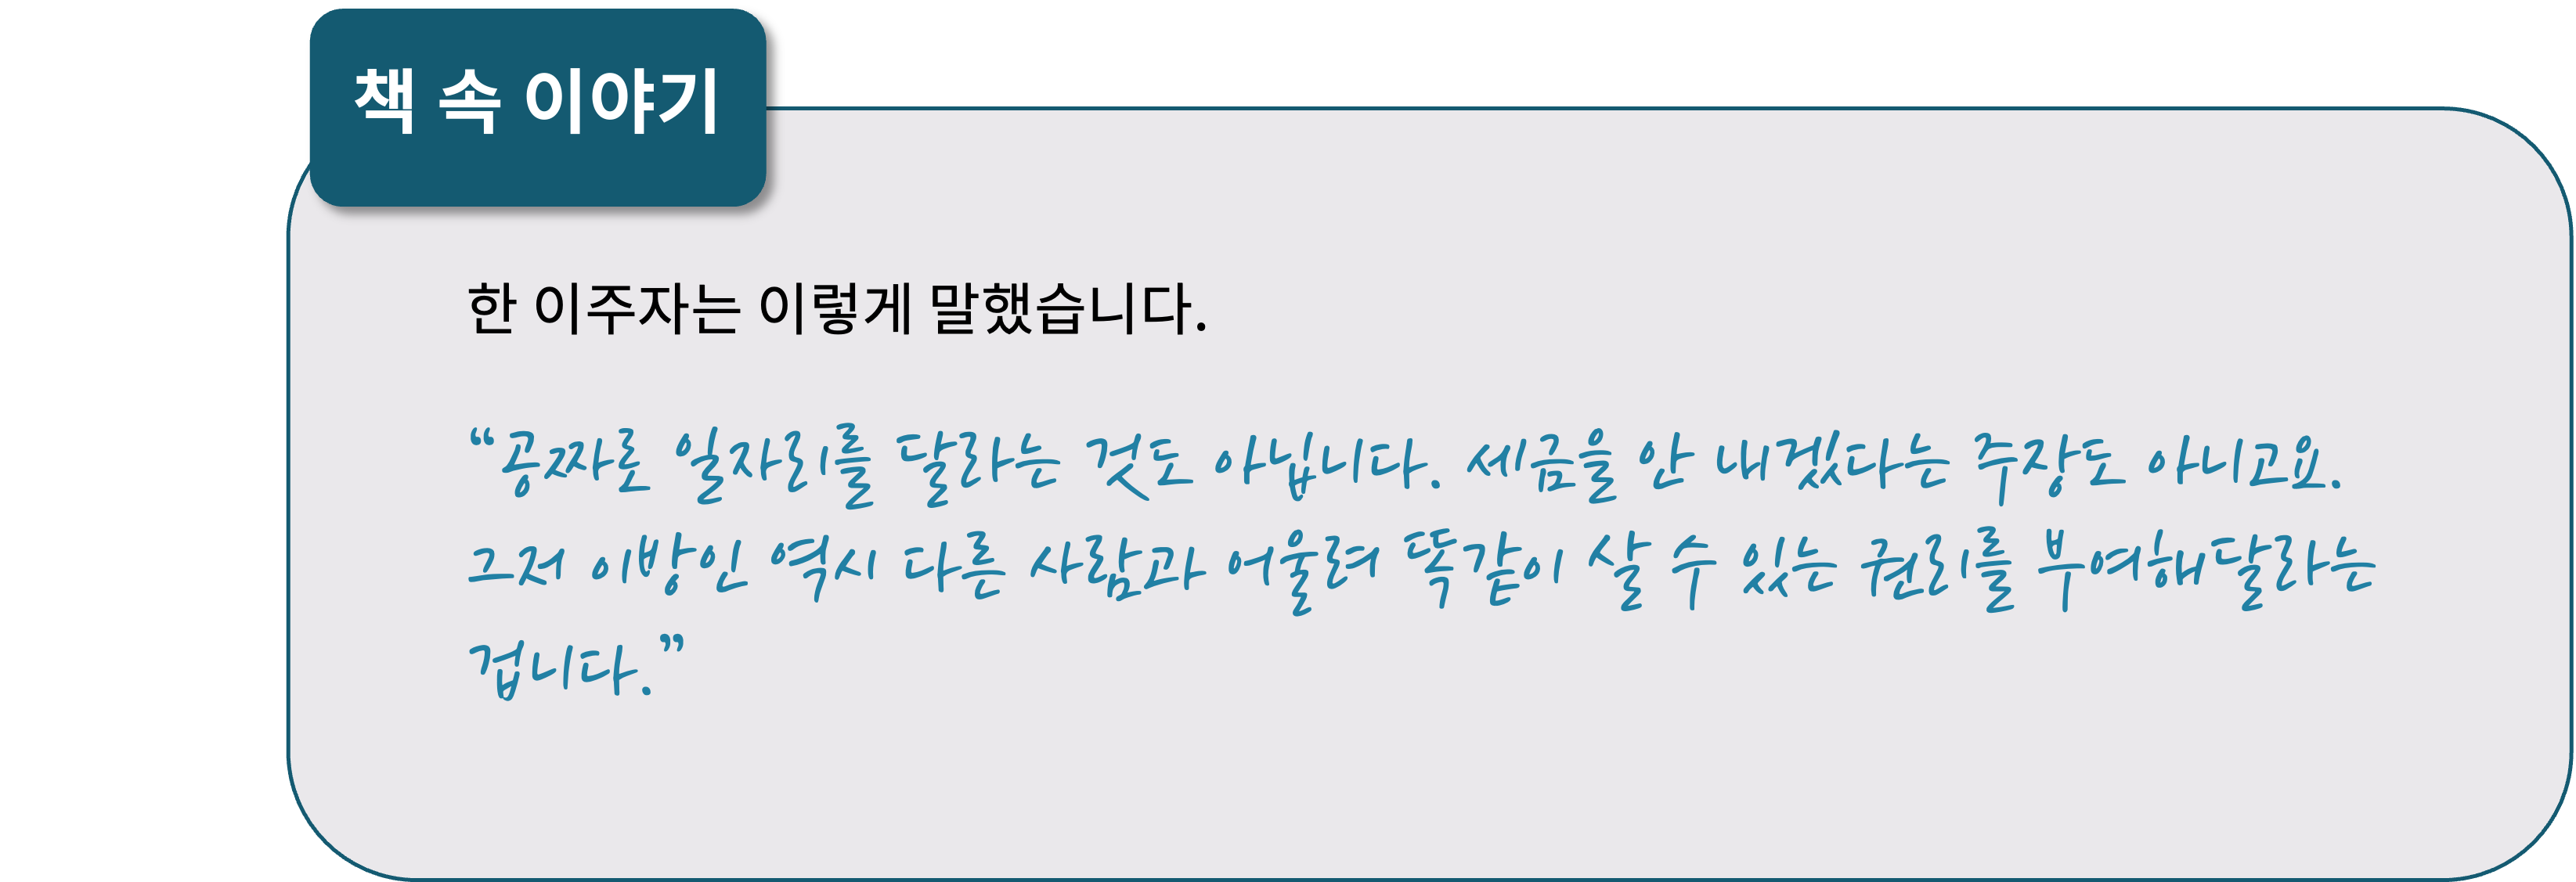 책 속 이야기
한 이주자는 이렇게 말했습니다.
“공짜로 일자리를 달라는 것도 아닙니다. 세금을 안 내겠다는 주장도 아니고요.
그저 이방인 역시 다른 사람과 어울려 똑같이 살 수 있는 권리를 부여해달라는
겁니다.”